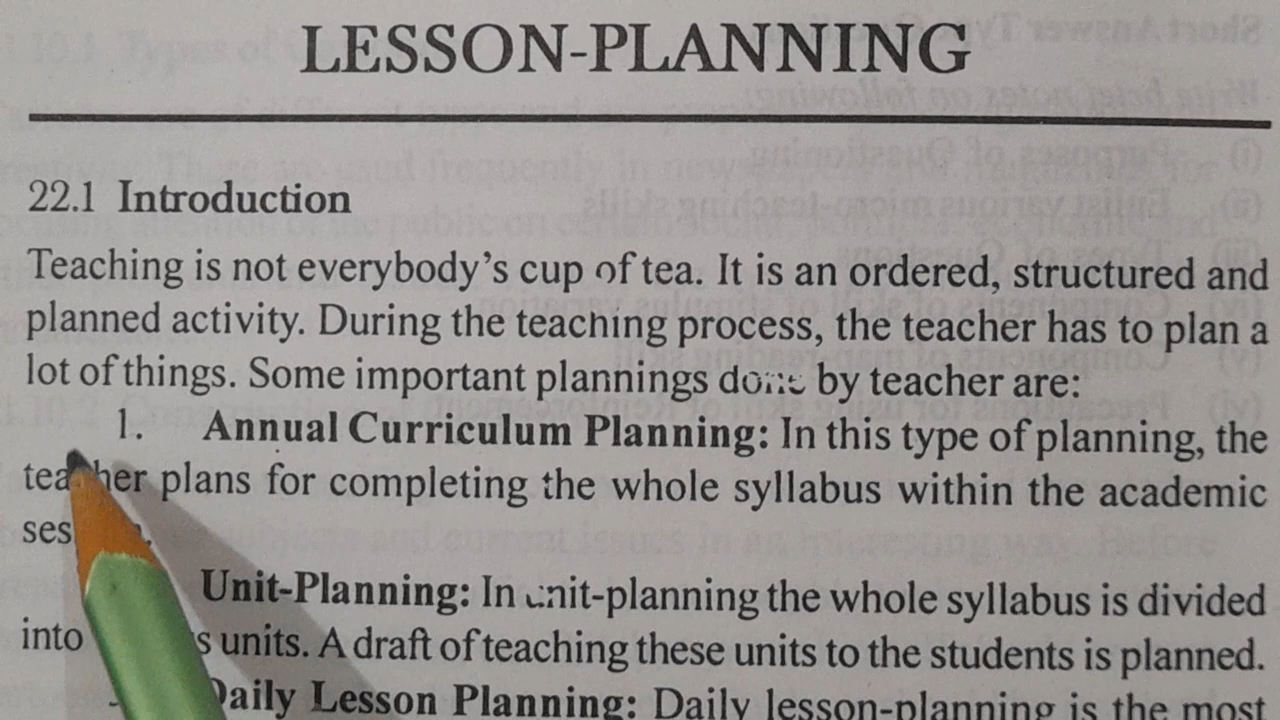 LESSON-PLANNING
22.1 Introduction
Teaching is not everybody's cup of tea. It is an ordered, structured and
planned activity. During the teaching process, the teacher has to plan a
lot of things. Some important plannings done by teacher are:
1. Annual Curriculum Planning: In this type of planning, the
teacher plans for completing the whole syllabus within the academic
Unit-Planning: In unit-planning the whole syllabus is divided
into units. A draft of teaching these units to the students is planned.
Daily Lesson Planning: Daily lesson-planning is the most